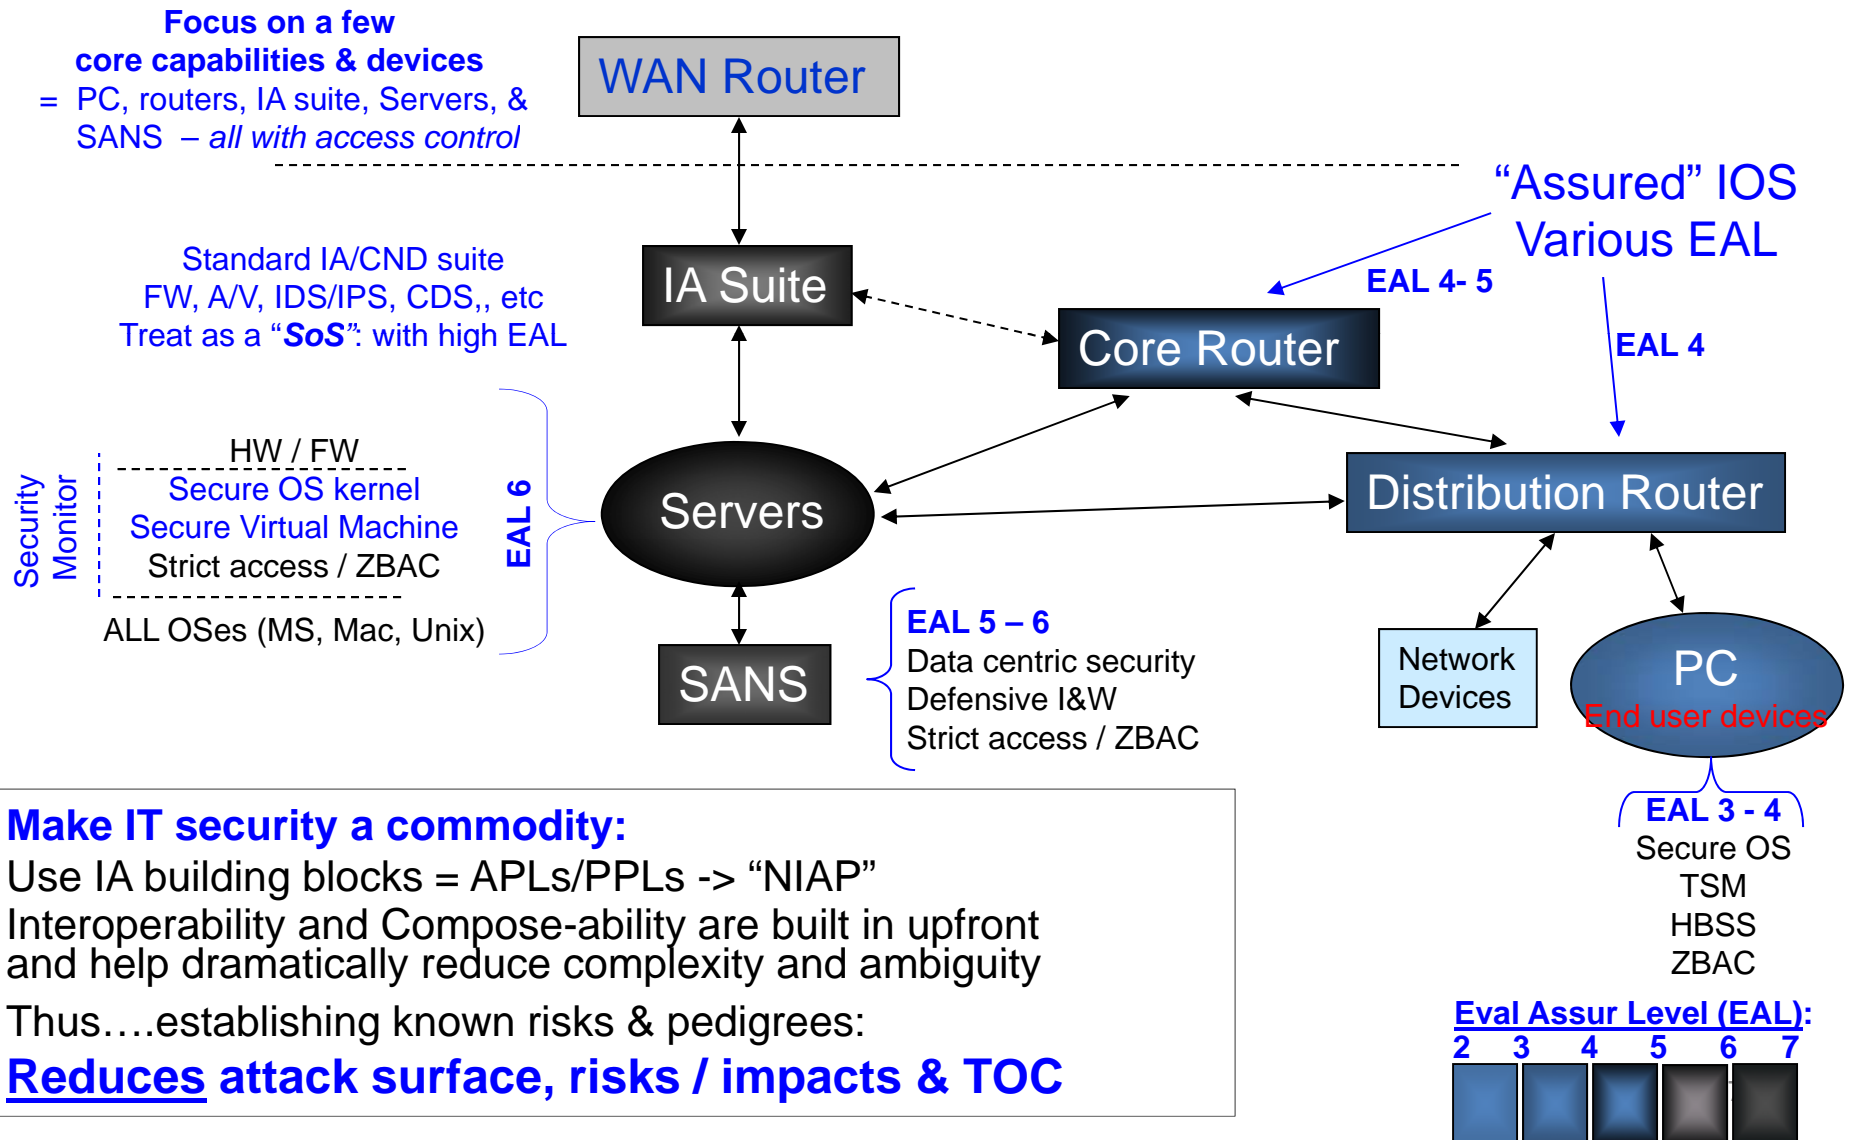 Focus on a few
core capabilities & devices
= PC, routers, IA suite, Servers, &
SANS – all with access control
WAN Router
“Assured” IOS
Various EAL
EAL 4- 5
EAL 4
Standard IA/CND suite
FW, A/V, IDS/IPS, CDS,, etc
Treat as a “SoS”: with high EAL
IA Suite
Core Router
Security
Monitor
HW / FW
Secure OS kernel
Secure Virtual Machine
Strict access / ZBAC
ALL OSes (MS, Mac, Unix)
EAL 6
Servers
Distribution Router
SANS
EAL 5 – 6
Data centric security
Defensive I&W
Strict access / ZBAC
Network
Devices
PC
End user devices
EAL 3 - 4
Secure OS
TSM
HBSS
ZBAC
Make IT security a commodity:
Use IA building blocks = APLs/PPLs -> “NIAP”
Interoperability and Compose-ability are built in upfront
and help dramatically reduce complexity and ambiguity
Thus….establishing known risks & pedigrees:
Reduces attack surface, risks / impacts & TOC
Eval Assur Level (EAL):
2 3 4 5 6 7